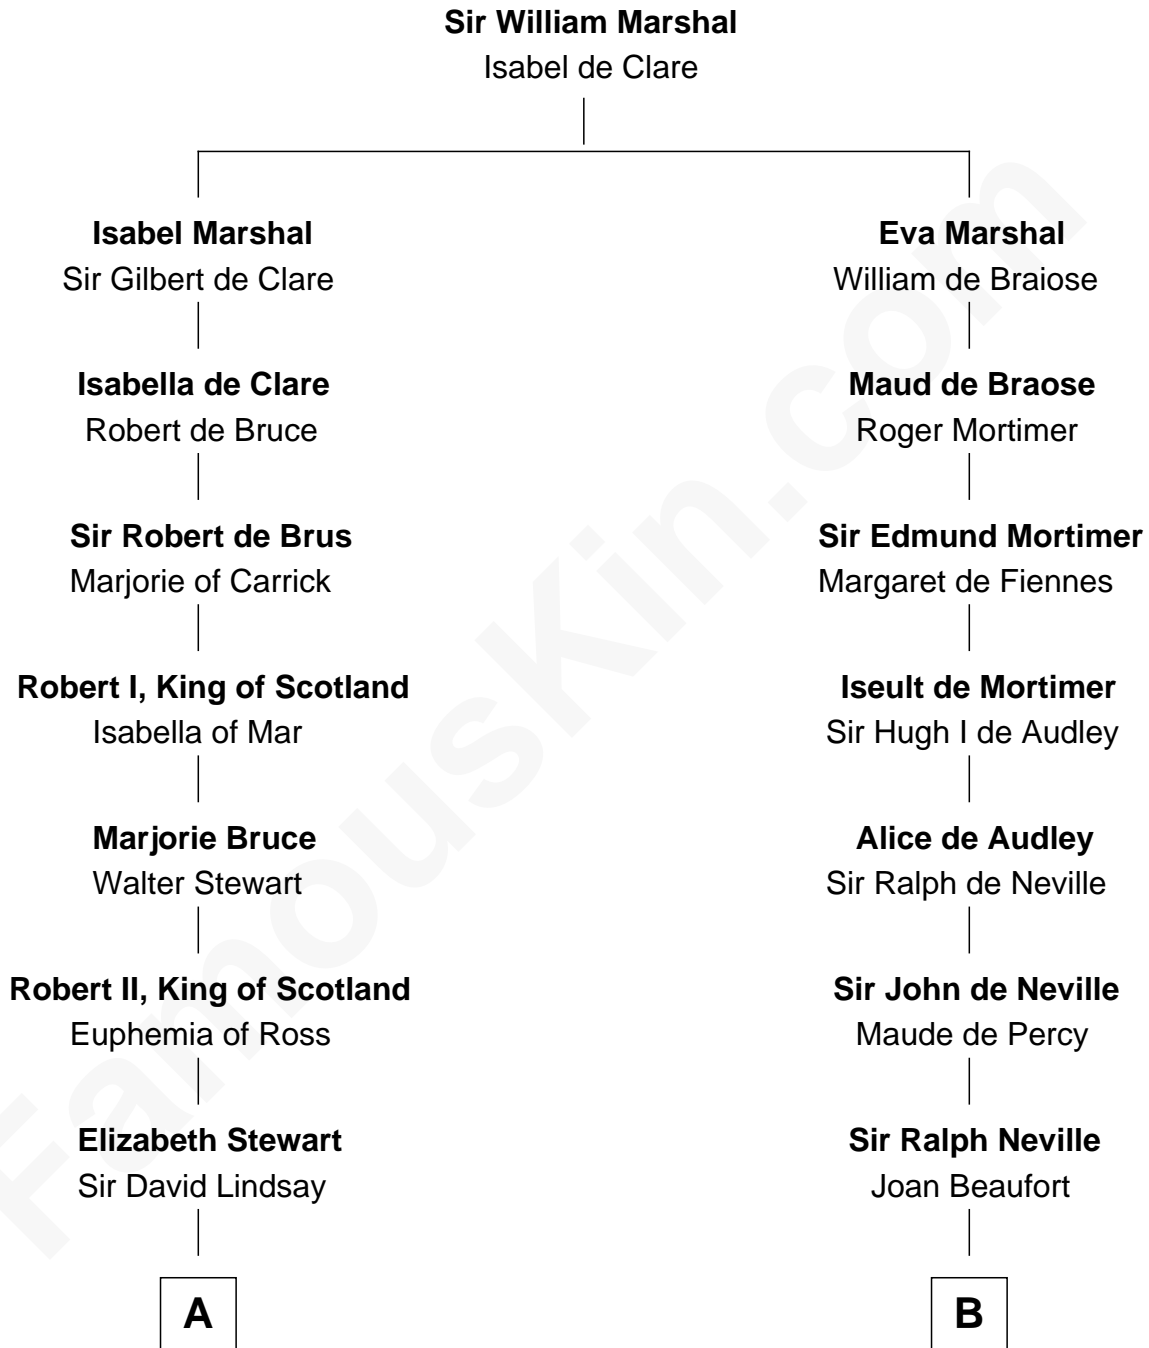 Sir William Marshal
Isabel de Clare
Isabel Marshal
Sir Gilbert de Clare
Eva Marshal
William de Braiose
Isabella de Clare
Robert de Bruce
Maud de Braose
Roger Mortimer
Sir Robert de Brus
Marjorie of Carrick
Sir Edmund Mortimer
Margaret de Fiennes
Robert I, King of Scotland
Isabella of Mar
Iseult de Mortimer
Sir Hugh I de Audley
Marjorie Bruce
Walter Stewart
Alice de Audley
Sir Ralph de Neville
Robert II, King of Scotland
Euphemia of Ross
Sir John de Neville
Maude de Percy
Elizabeth Stewart
Sir David Lindsay
Sir Ralph Neville
Joan Beaufort
A
B
FamousKin.com